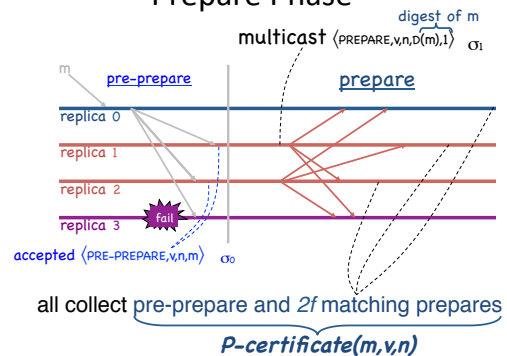 Prepare Phase
digest of m
multicast ⟨PREPARE,v,n,D(m),1⟩ σ1
m
pre-prepare
prepare
replica 0
replica 1
replica 2
fail
replica 3
accepted ⟨PRE-PREPARE,v,n,m⟩ σ0
all collect pre-prepare and 2f matching prepares
P-certificate(m,v,n)